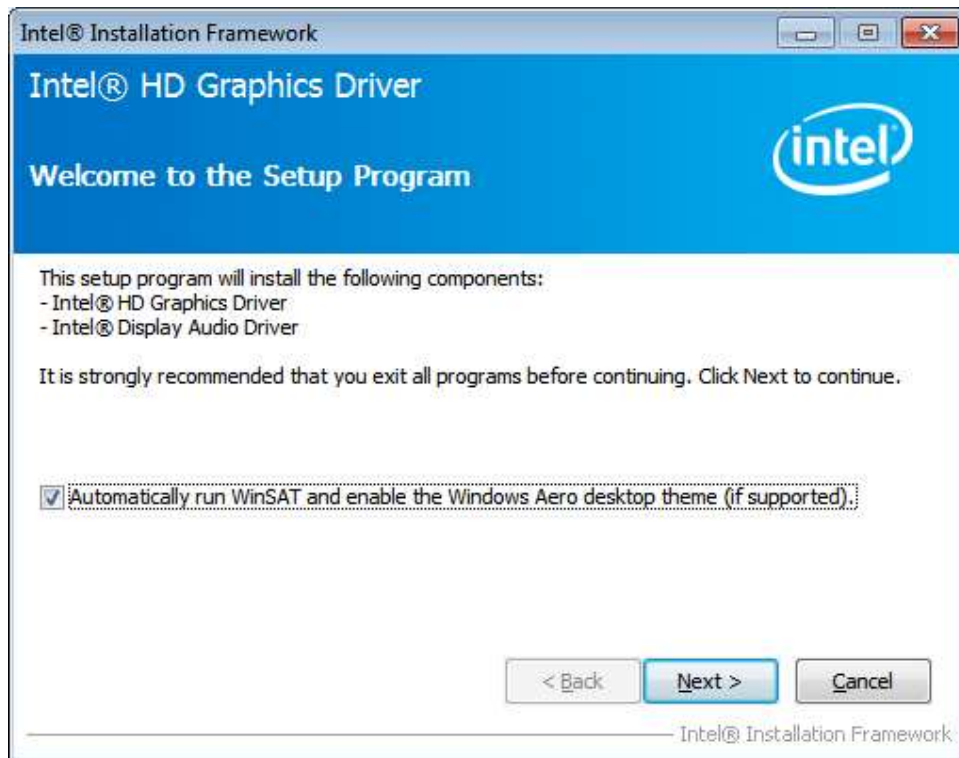 Intel® Installation Framework
Intel® HD Graphics Driver
intel
Welcome to the Setup Program
This setup program will install the following components:
- Intel® HD Graphics Driver
- Intel® Display Audio Driver
It is strongly recommended that you exit all programs before continuing. Click Next to continue.
Automatically run WinSAT and enable the Windows Aero desktop theme (if supported).
< Back
Next >
Cancel
Intel® Installation Framework